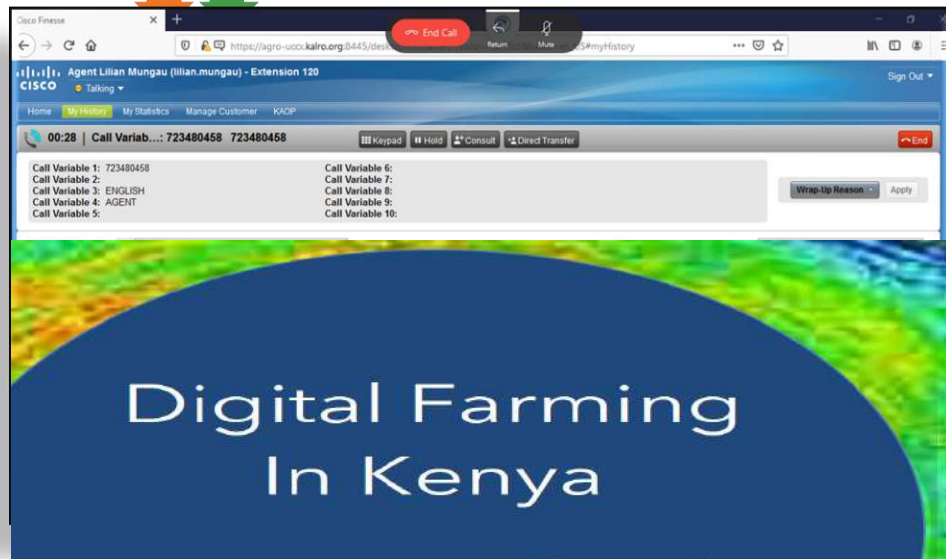 Cisco Finesse
End Call
Return
Mute
https://agro-uccx.kalro.org:8445/desk
05#myHistory
CISCO
Agent Lilian Mungau (lilian.mungau) - Extension 120
Talking
Sign Out
Home My History My Statistics Manage Customer KAOP
00:28 | Call Variab...: 723480458 723480458
Keypad Hold Consult Direct Transfer
End
Call Variable 1: 723480458
Call Variable 2:
Call Variable 3: ENGLISH
Call Variable 4: AGENT
Call Variable 5:
Call Variable 6:
Call Variable 7:
Call Variable 8:
Call Variable 9:
Call Variable 10:
Wrap-Up Reason Apply
Digital Farming
In Kenya